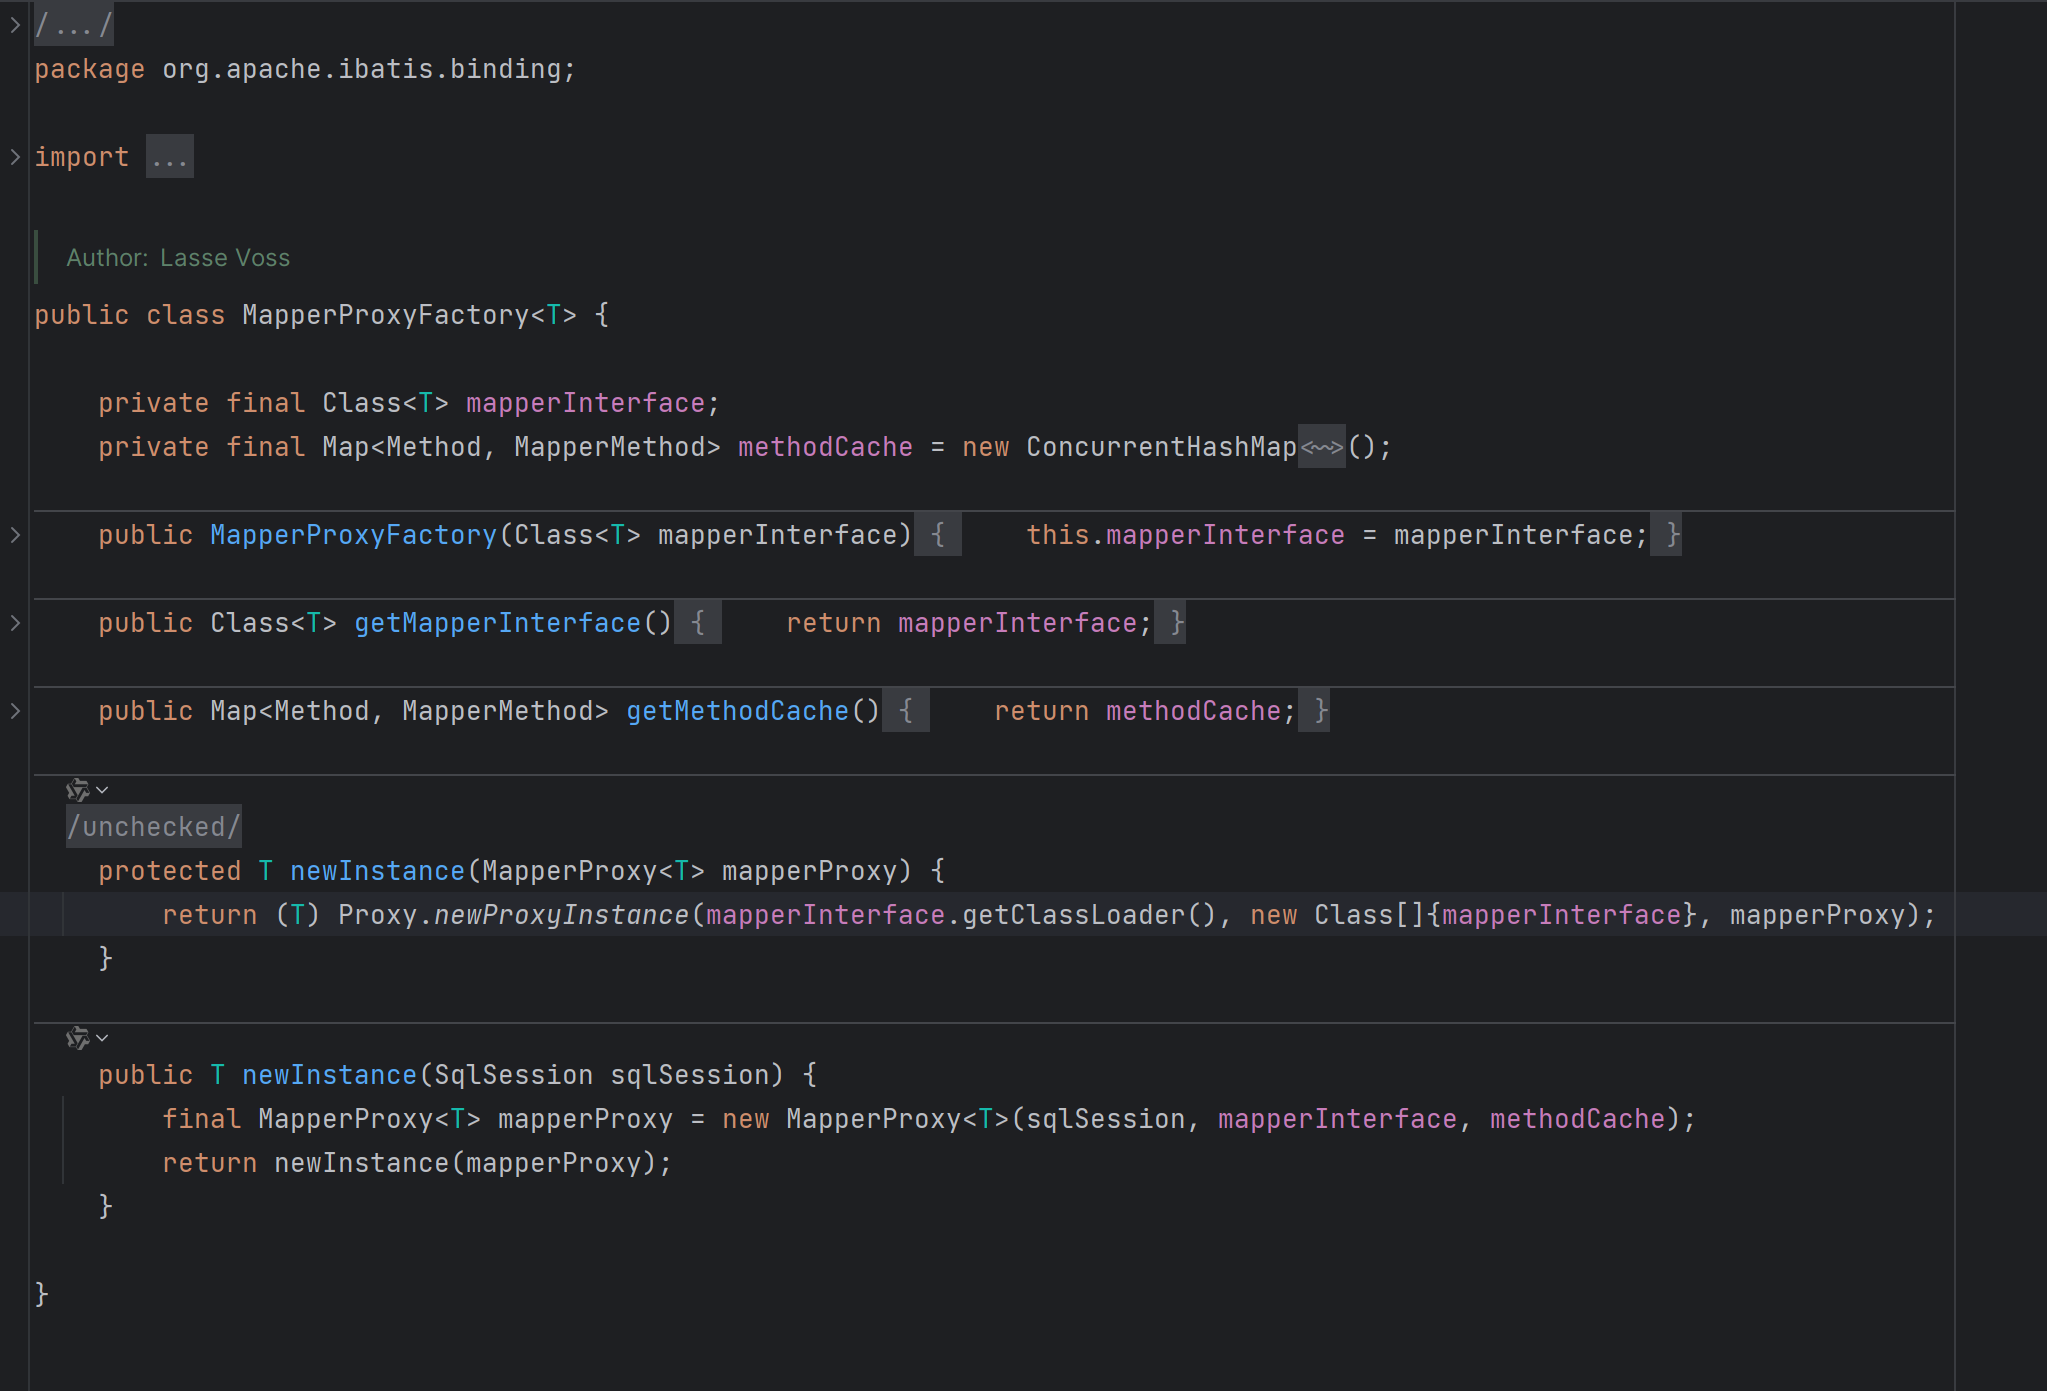 /.../
package org.apache.ibatis.binding;
import ...
Author: Lasse Voss
public class MapperProxyFactory<T> {
private final Class<T> mapperInterface;
private final Map<Method, MapperMethod> methodCache = new ConcurrentHashMap<~>();
public MapperProxyFactory(Class<T> mapperInterface) { this.mapperInterface = mapperInterface; }
public Class<T> getMapperInterface() { return mapperInterface; }
public Map<Method, MapperMethod> getMethodCache() { return methodCache; }
/unchecked/
protected T newInstance(MapperProxy<T> mapperProxy) {
return (T) Proxy.newProxyInstance(mapperInterface.getClassLoader(), new Class[]{mapperInterface}, mapperProxy);
}
public T newInstance(SqlSession sqlSession) {
final MapperProxy<T> mapperProxy = new MapperProxy<T>(sqlSession, mapperInterface, methodCache);
return newInstance(mapperProxy);
}
}